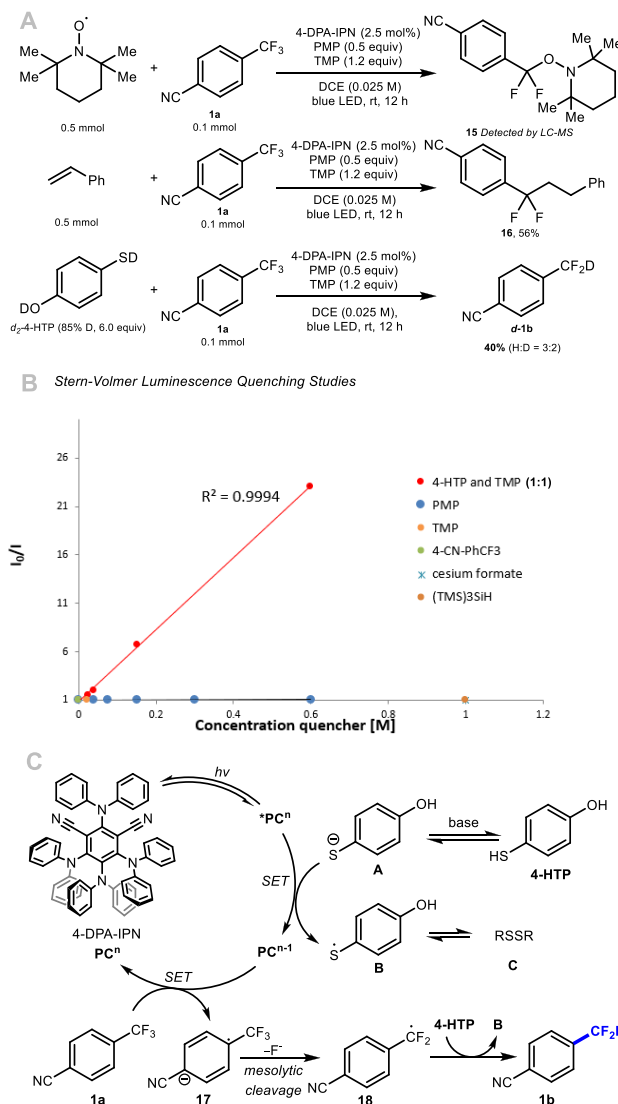 A
O•
N
Me Me
Me Me
0.5 mmol
+
CF3
NC
1a
0.1 mmol
4-DPA-IPN (2.5 mol%)
PMP (0.5 equiv)
TMP (1.2 equiv)
DCE (0.025 M)
blue LED, rt, 12 h
NC
O N
F F
Me Me
Me Me
15 Detected by LC-MS
Ph
0.5 mmol
+
CF3
NC
1a
0.1 mmol
4-DPA-IPN (2.5 mol%)
PMP (0.5 equiv)
TMP (1.2 equiv)
DCE (0.025 M)
blue LED, rt, 12 h
NC
Ph
F F
16, 56%
SD
DO
d2-4-HTP (85% D, 6.0 equiv)
+
CF3
NC
1a
0.1 mmol
4-DPA-IPN (2.5 mol%)
PMP (0.5 equiv)
TMP (1.2 equiv)
DCE (0.025 M),
blue LED, rt, 12 h
CF2D
NC
d-1b
40% (H:D = 3:2)
B Stern-Volmer Luminescence Quenching Studies
I0/I
26
21
16
11
6
1
R² = 0.9994
4-HTP and TMP (1:1)
PMP
TMP
4-CN-PhCF3
cesium formate
(TMS)3SiH
0 0.2 0.4 0.6 0.8 1 1.2
Concentration quencher [M]
C
hv
N
NC CN
N N
N
4-DPA-IPN
PCn
*PCn
SET
PCn-1
SET
OH
⊖
S
A
base
OH
HS
4-HTP
OH
S•
B
RSSR
C
CF3
NC
1a
CF3
•
⊖
NC
17
–F-
mesolytic
cleavage
•
CF2
NC
18
4-HTP B
CF2
NC
1b